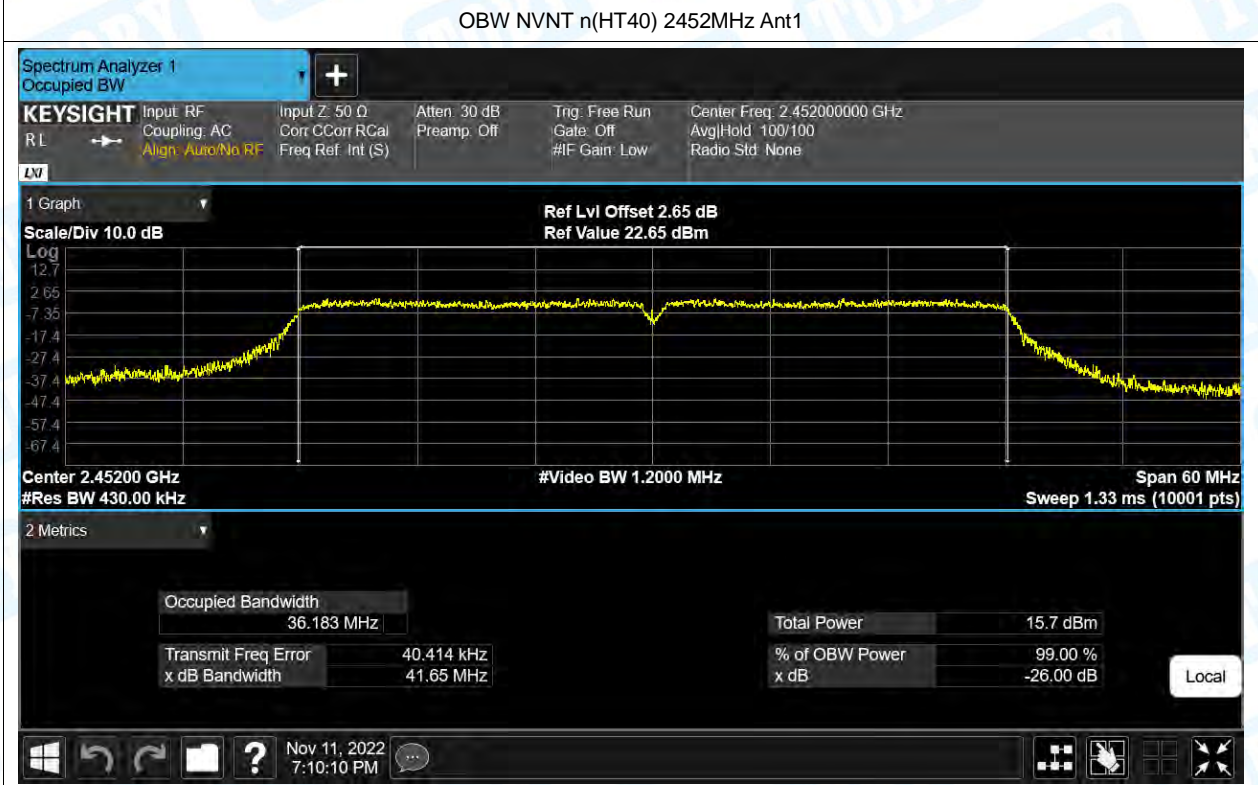 OBW NVNT n(HT40) 2452MHz Ant1
Spectrum Analyzer 1
Occupied BW
+
KEYSIGHT
R L
LXI
Input: RF
Coupling: AC
Align: Auto/No RF
Input Z: 50 Ω
Corr CCorr RCal
Freq Ref: Int (S)
Atten: 30 dB
Preamp: Off
Trig: Free Run
Gate: Off
#IF Gain: Low
Center Freq: 2.452000000 GHz
Avg|Hold: 100/100
Radio Std: None
1 Graph
Scale/Div 10.0 dB
Ref Lvl Offset 2.65 dB
Ref Value 22.65 dBm
Log
12.7
2.65
-7.35
-17.4
-27.4
-37.4
-47.4
-57.4
-67.4
Center 2.45200 GHz
#Res BW 430.00 kHz
#Video BW 1.2000 MHz
Span 60 MHz
Sweep 1.33 ms (10001 pts)
2 Metrics
Occupied Bandwidth
36.183 MHz
Transmit Freq Error 40.414 kHz
x dB Bandwidth 41.65 MHz
Total Power 15.7 dBm
% of OBW Power 99.00 %
x dB -26.00 dB
Local
?
Nov 11, 2022
7:10:10 PM